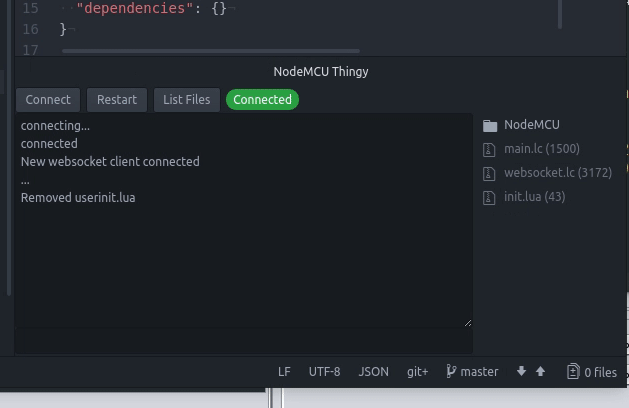 15 "dependencies": {}
16 }
17
NodeMCU Thingy
Connect Restart List Files Connected
connecting...
connected
New websocket client connected
...
Removed userinit.lua
NodeMCU
main.lc (1500)
websocket.lc (3172)
init.lua (43)
LF UTF-8 JSON git+ master 0 files